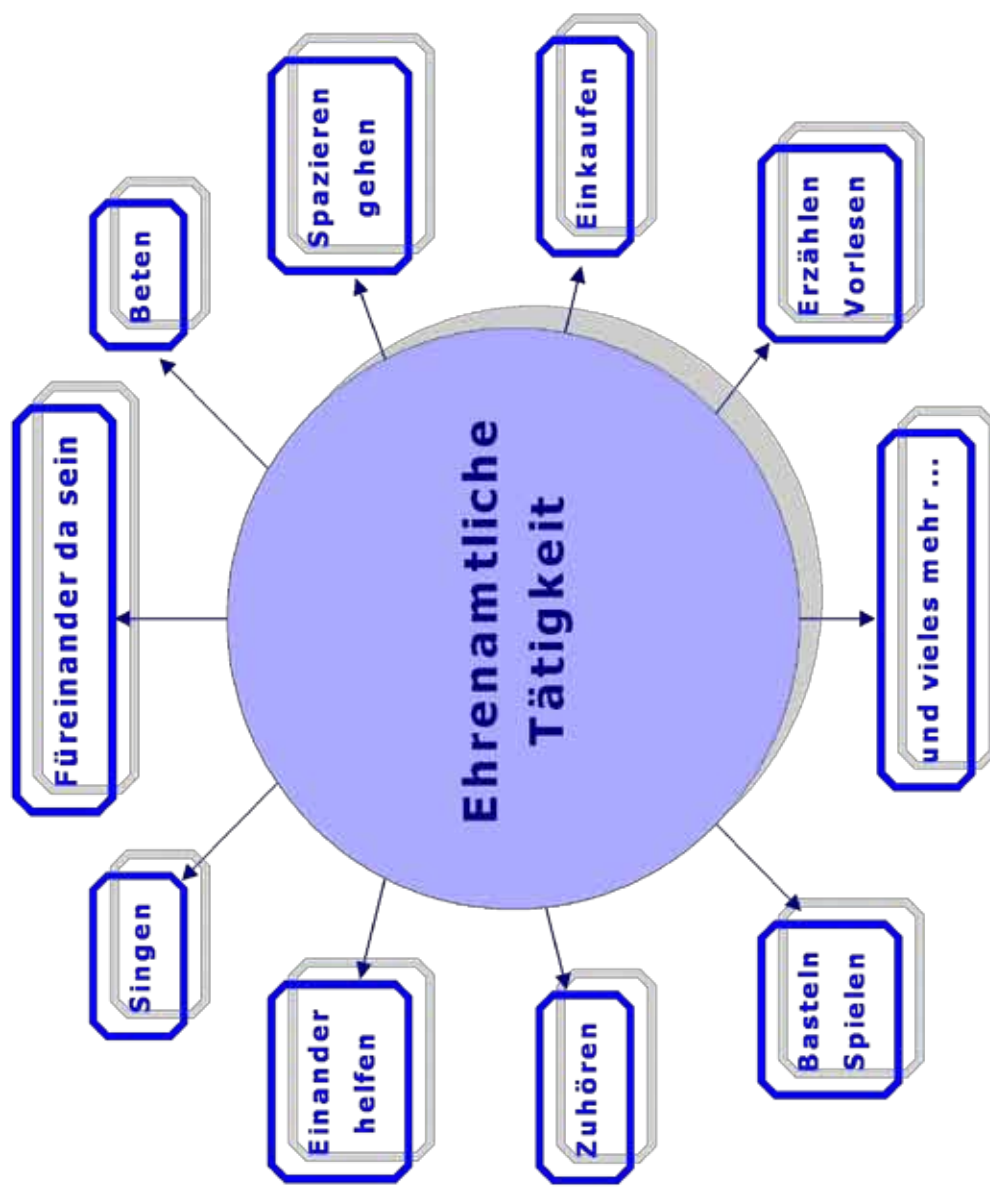 Füreinander da sein
Singen
Beten
Einander
helfen
Spazieren
gehen
Ehrenamtliche
Tätigkeit
Zuhören
Einkaufen
Basteln
Spielen
Erzählen
Vorlesen
und vieles mehr ...